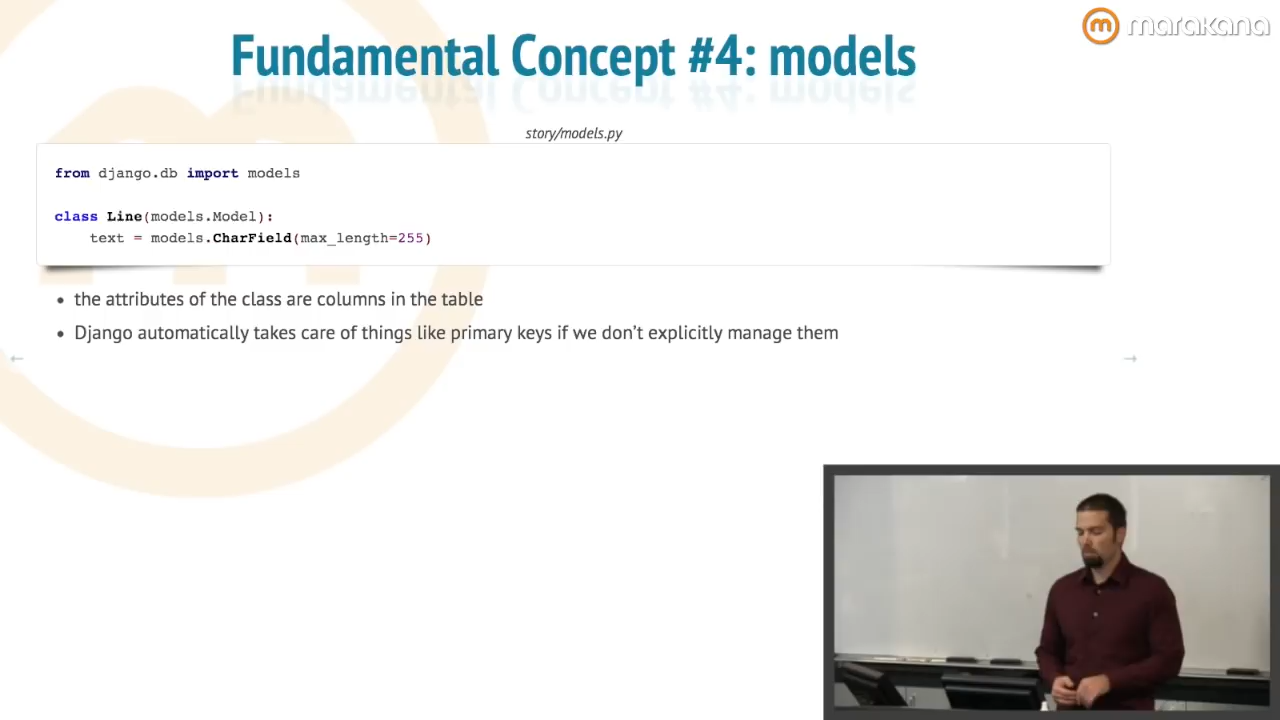 marakana
Fundamental Concept #4: models
story/models.py
from django.db import models
class Line(models.Model):
    text = models.CharField(max_length=255)
• the attributes of the class are columns in the table
• Django automatically takes care of things like primary keys if we don’t explicitly manage them